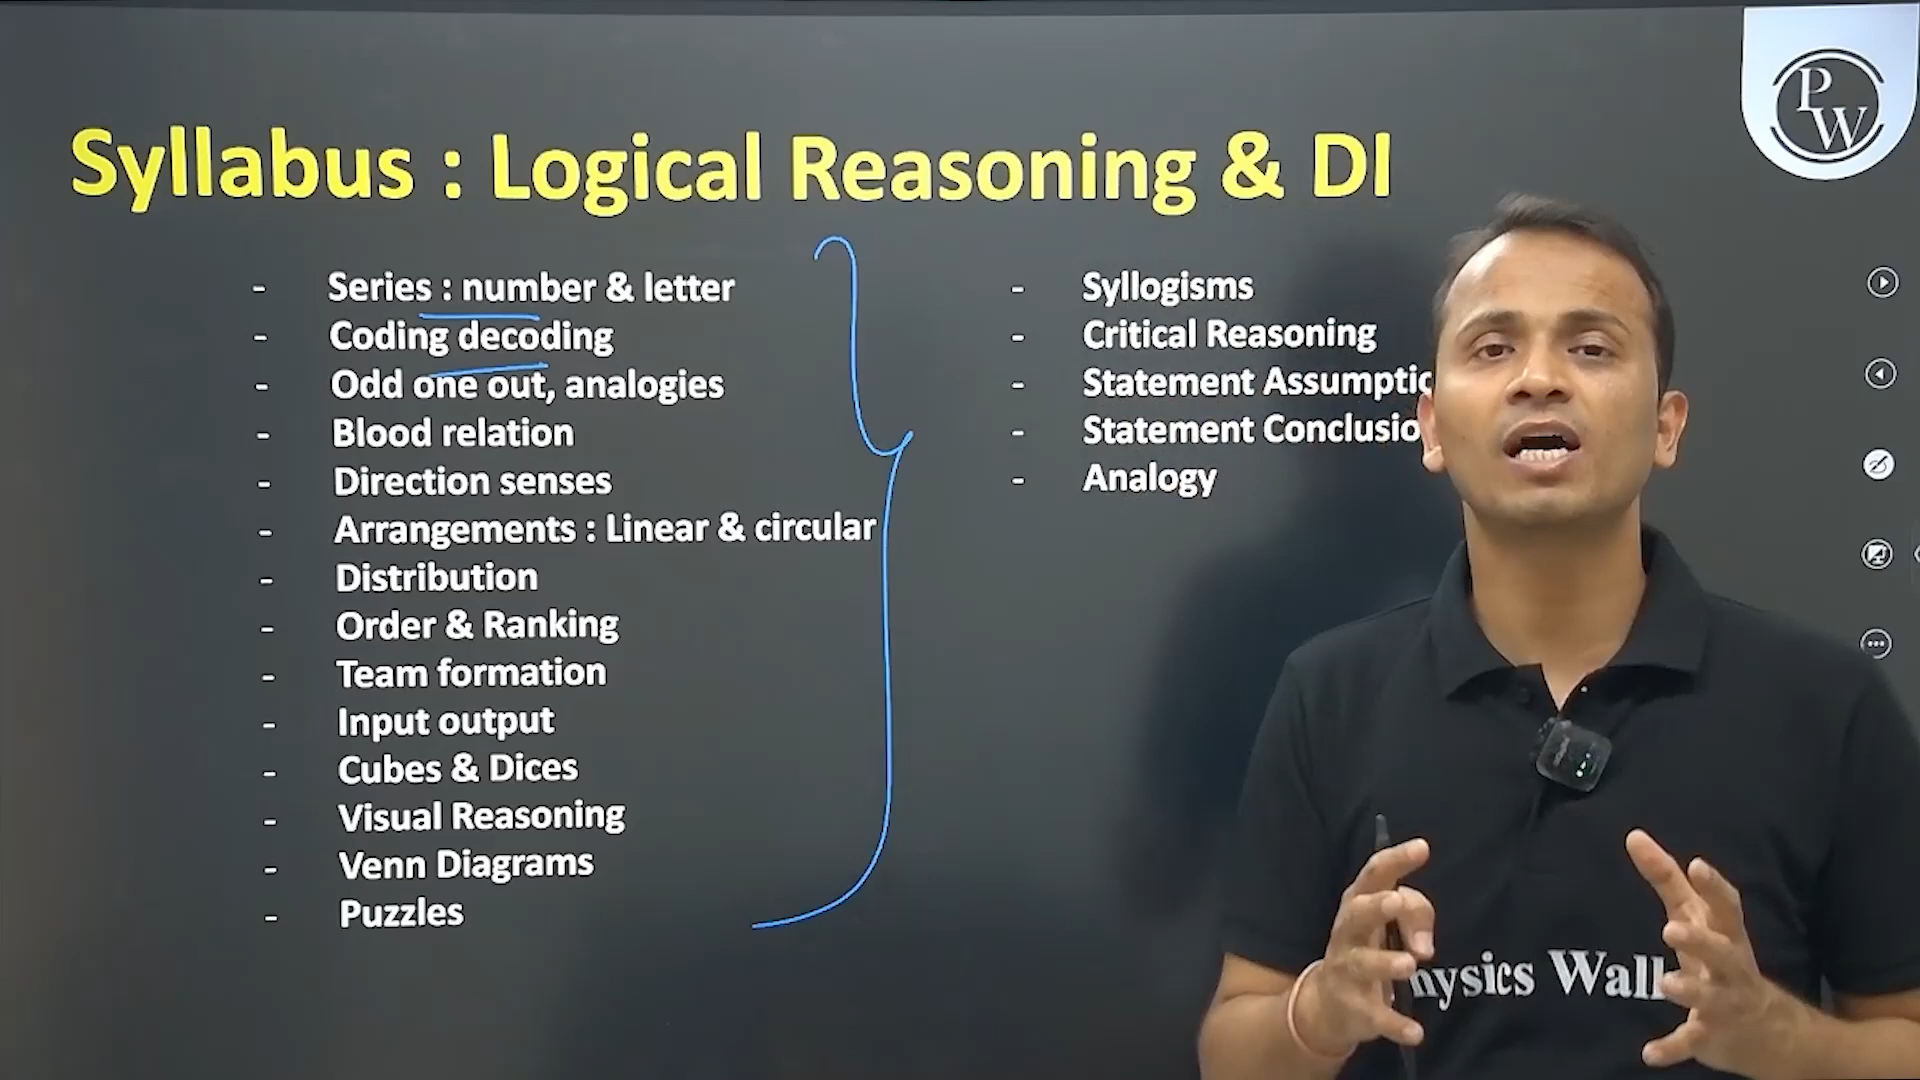 Syllabus : Logical Reasoning & DI
- Series : number & letter
- Coding decoding
- Odd one out, analogies
- Blood relation
- Direction senses
- Arrangements : Linear & circular
- Distribution
- Order & Ranking
- Team formation
- Input output
- Cubes & Dices
- Visual Reasoning
- Venn Diagrams
- Puzzles
- Syllogisms
- Critical Reasoning
- Statement Assumptio
- Statement Conclusio
- Analogy
PW
hysics Wall